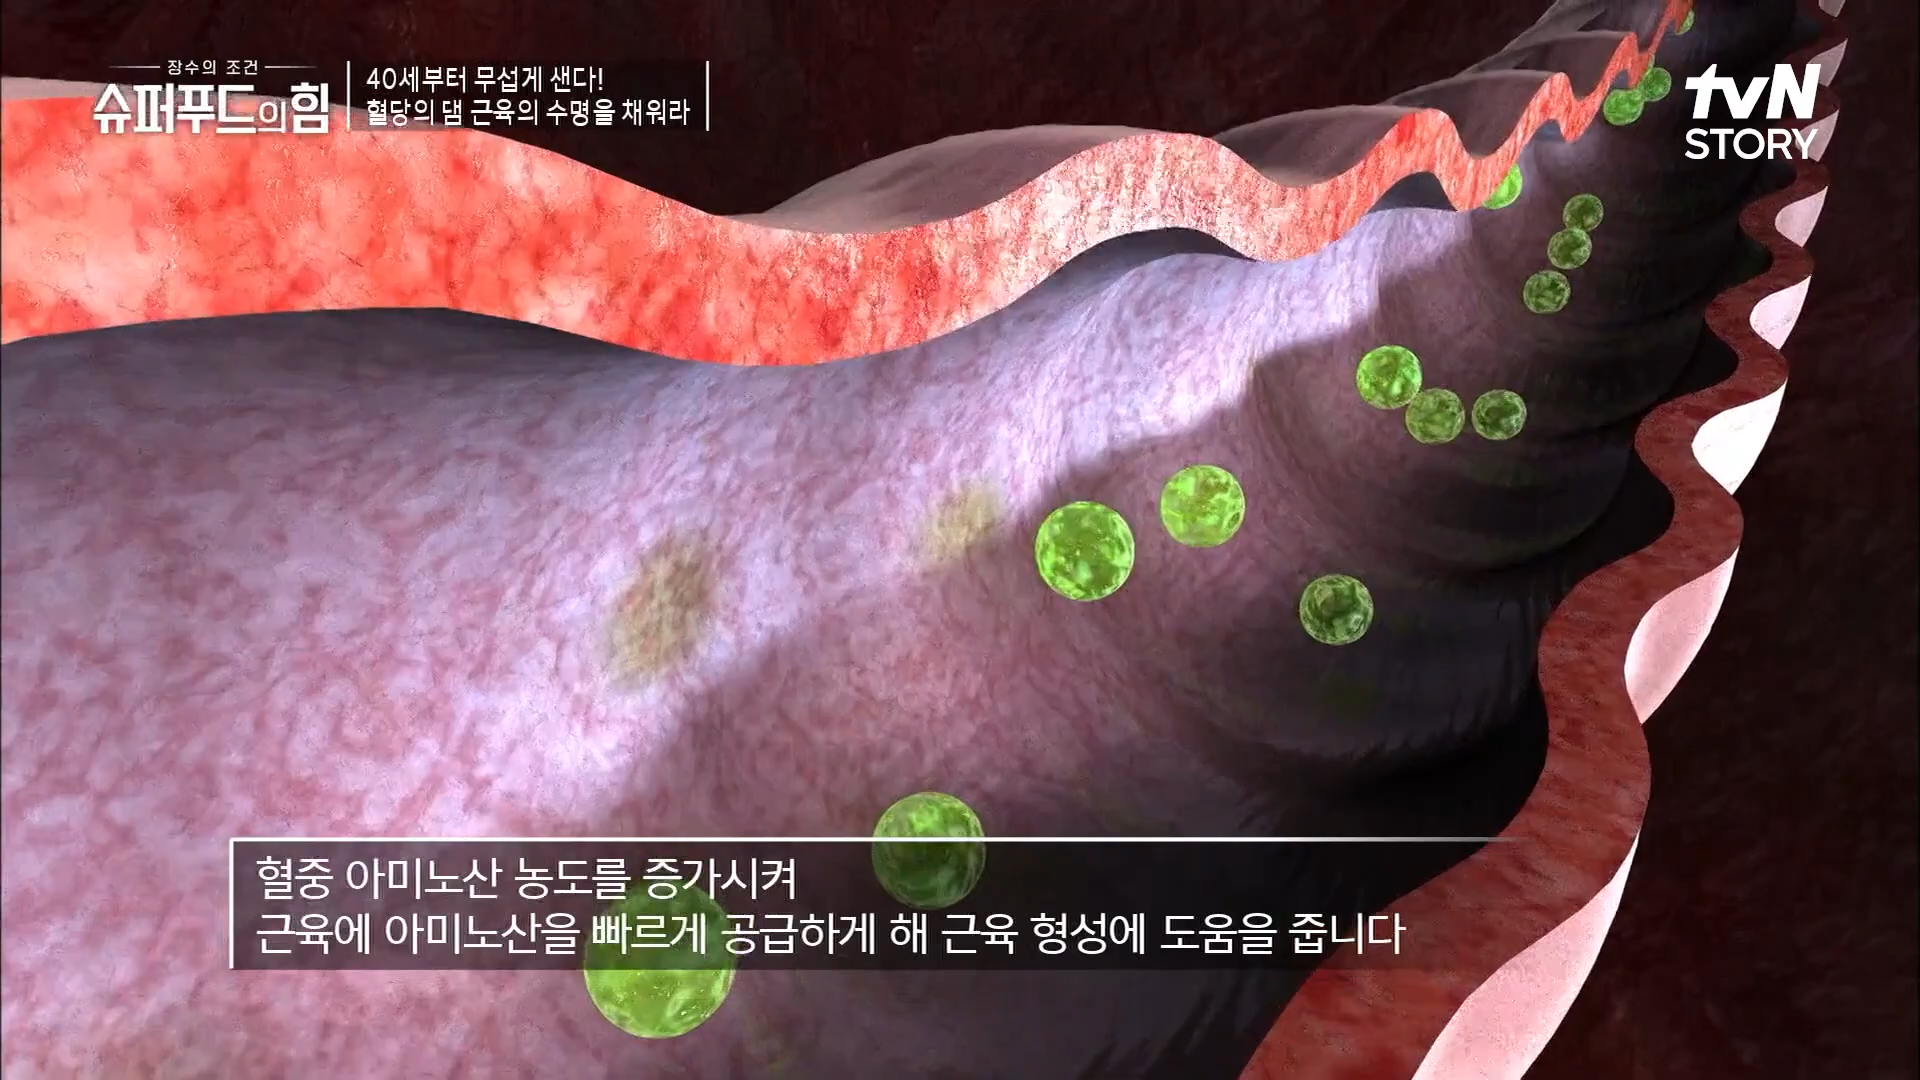 장수의 조건
슈퍼푸드의 힘
40세부터 무섭게 샌다!
혈당의 댐 근육의 수명을 채워라
tvN
STORY
혈중 아미노산 농도를 증가시켜
근육에 아미노산을 빠르게 공급하게 해 근육 형성에 도움을 줍니다